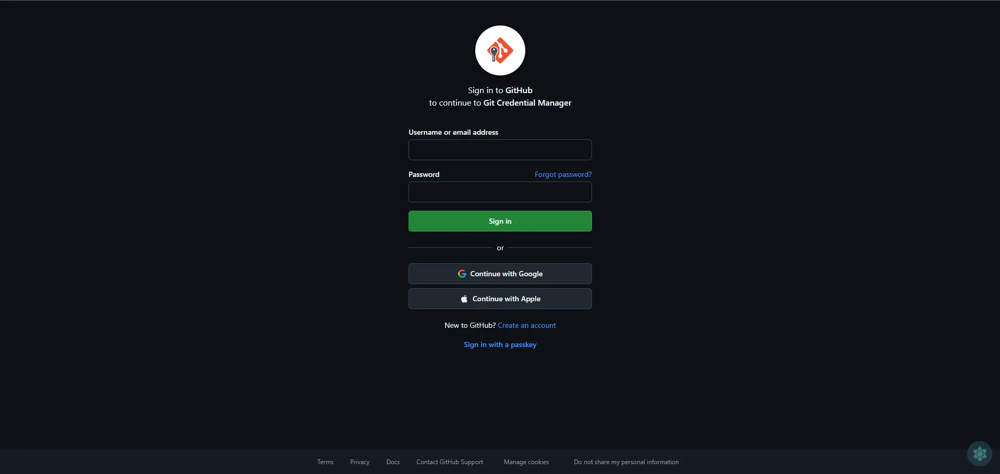 Sign in to GitHub
to continue to Git Credential Manager
Username or email address
Password
Forgot password?
Sign in
or
Continue with Google
Continue with Apple
New to GitHub? Create an account
Sign in with a passkey
Terms
Privacy
Docs
Contact GitHub Support
Manage cookies
Do not share my personal information